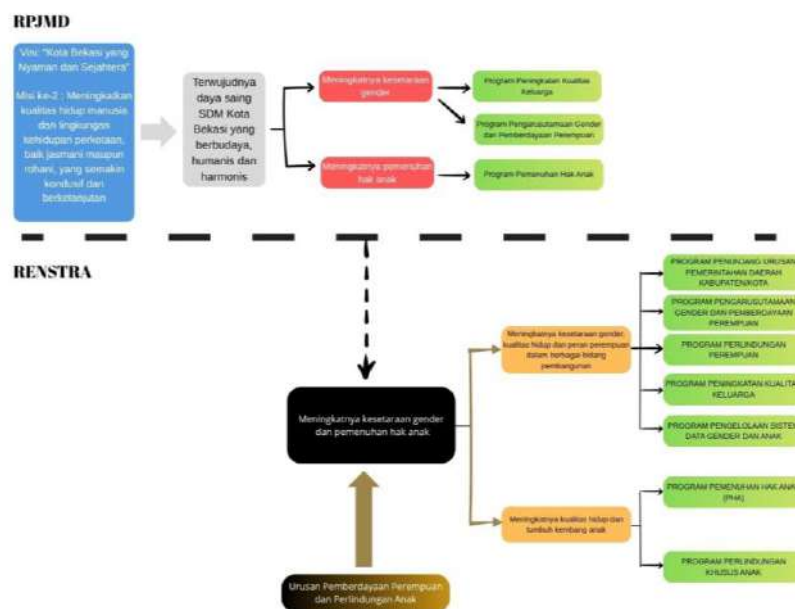 RPJMD
Visi: "Kota Bekasi yang
Nyaman dan Sejahtera"
Misi ke-2 : Meningkatkan
kualitas hidup manusia
dan lingkungan
kehidupan perkotaan,
baik jasmani maupun
rohani, yang semakin
kondusif dan
berkelanjutan
Terwujudnya
daya saing
SDM Kota
Bekasi yang
berbudaya,
humanis dan
harmonis
Meningkatnya kesetaraan
gender
Meningkatnya pemenuhan
hak anak
Program Peningkatan Kualitas
Keluarga
Program Pengarusutamaan Gender
dan Pemberdayaan Perempuan
Program Pemenuhan Hak Anak
RENSTRA
Meningkatnya kesetaraan gender
dan pemenuhan hak anak
Urusan Pemberdayaan Perempuan
dan Perlindungan Anak
Meningkatnya kesetaraan gender,
kualitas hidup dan peran perempuan
dalam berbagai bidang
pembangunan
Meningkatnya kualitas hidup dan
tumbuh kembang anak
PROGRAM PENUNJANG URUSAN
PEMERINTAHAN DAERAH
KABUPATEN/KOTA
PROGRAM PENGARUSUTAMAAN
GENDER DAN PEMBERDAYAAN
PEREMPUAN
PROGRAM PERLINDUNGAN
PEREMPUAN
PROGRAM PENINGKATAN KUALITA
KELUARGA
PROGRAM PENGELOLAAN SISTEM
DATA GENDER DAN ANAK
PROGRAM PEMENUHAN HAK ANA
(PHA)
PROGRAM PERLINDUNGAN
KHUSUS ANAK